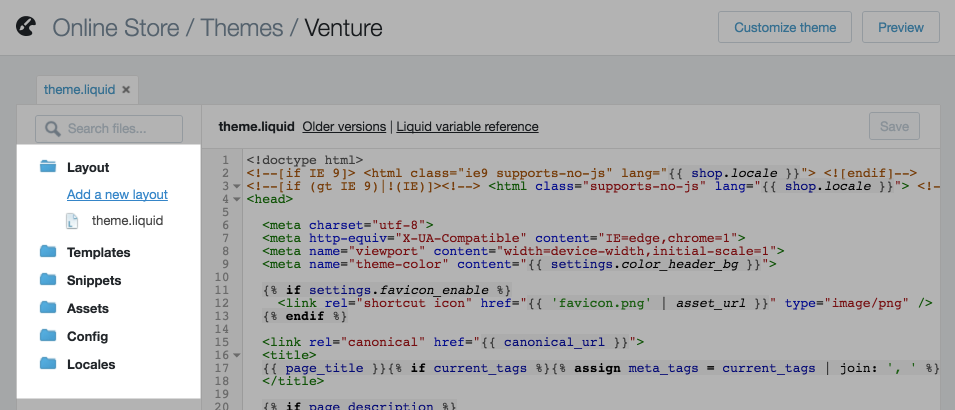 Online Store / Themes / Venture
Customize theme
Preview
theme.liquid ×
Search files...
theme.liquid Older versions | Liquid variable reference
Save
Layout
Add a new layout
theme.liquid
Templates
Snippets
Assets
Config
Locales
1 <!doctype html>
2 <!--[if IE 9]> <html class="ie9 supports-no-js" lang="{{ shop.locale }}"> <![endif]-->
3 <!--[if (gt IE 9)|!(IE)]><!--> <html class="supports-no-js" lang="{{ shop.locale }}"> <!--
4 <head>
5
6 <meta charset="utf-8">
7 <meta http-equiv="X-UA-Compatible" content="IE=edge,chrome=1">
8 <meta name="viewport" content="width=device-width,initial-scale=1">
9 <meta name="theme-color" content="{{ settings.color_header_bg }}">
10
11 {% if settings.favicon_enable %}
12 <link rel="shortcut icon" href="{{ 'favicon.png' | asset_url }}" type="image/png" />
13 {% endif %}
14
15 <link rel="canonical" href="{{ canonical_url }}">
16 <title>
17 {{ page_title }}{% if current_tags %}{% assign meta_tags = current_tags | join: ', ' %}
18 </title>
19
20 {% if page_description %}